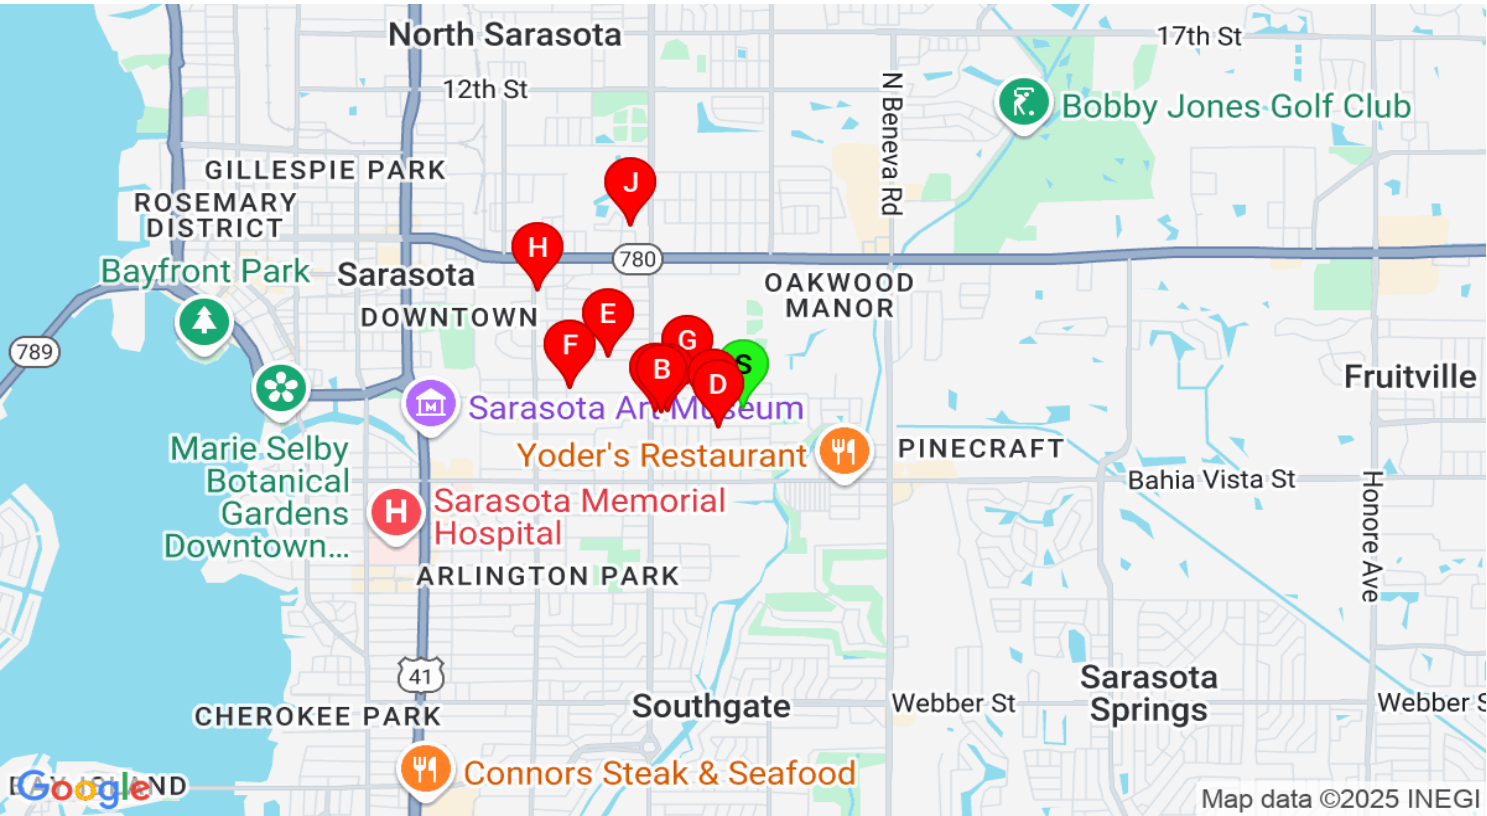 North Sarasota
17th St
12th St
N Beneva Rd
Bobby Jones Golf Club
GILLESPIE PARK
J
ROSEMARY
DISTRICT
H
780
Bayfront Park
Sarasota
OAKWOOD
MANOR
DOWNTOWN
E
F
G
789
B
S
D
Fruitville
Sarasota Art Museum
Marie Selby
Botanical
Gardens
Downtown...
Yoder's Restaurant
PINECRAFT
Bahia Vista St
Honore Ave
H
Sarasota Memorial
Hospital
ARLINGTON PARK
41
Sarasota
Springs
Southgate
Webber St
Webber S
CHEROKEE PARK
Connors Steak & Seafood
Google
Map data ©2025 INEGI